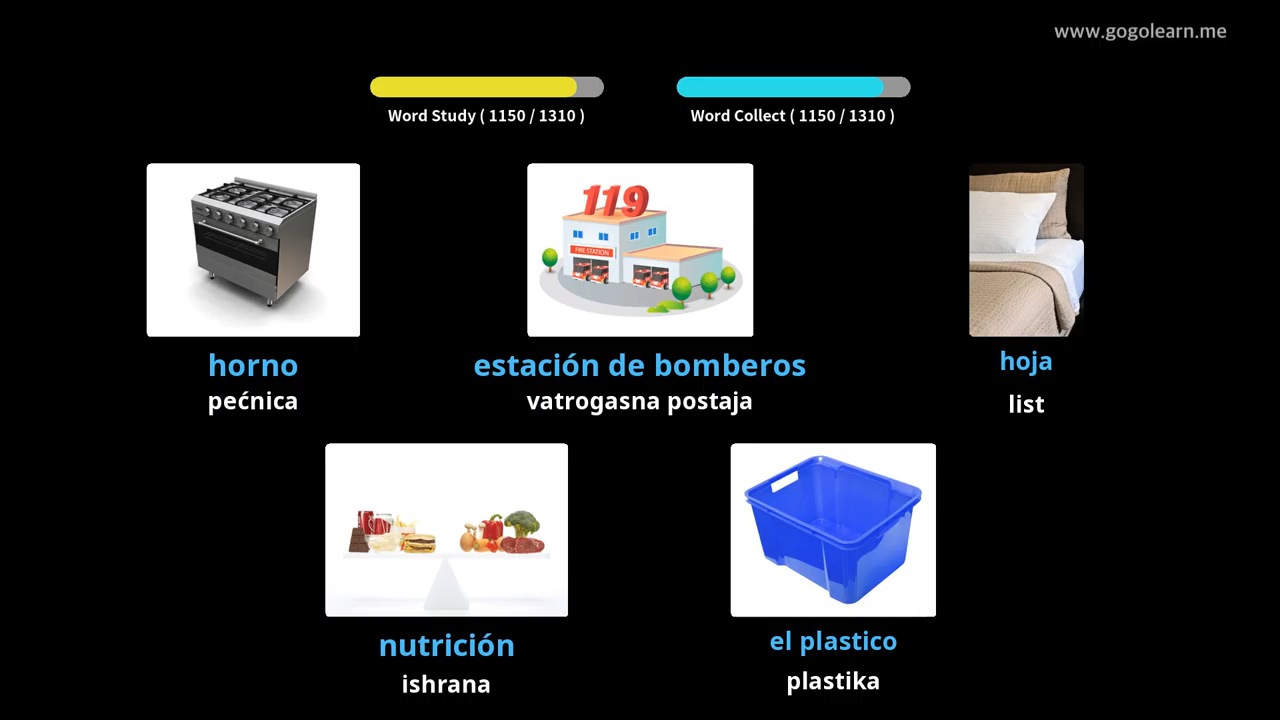 www.gogolearn.me
Word Study ( 1150 / 1310 )
Word Collect ( 1150 / 1310 )
119
FIRE STATION
horno
estación de bomberos
hoja
pećnica
vatrogasna postaja
list
nutrición
el plastico
ishrana
plastika